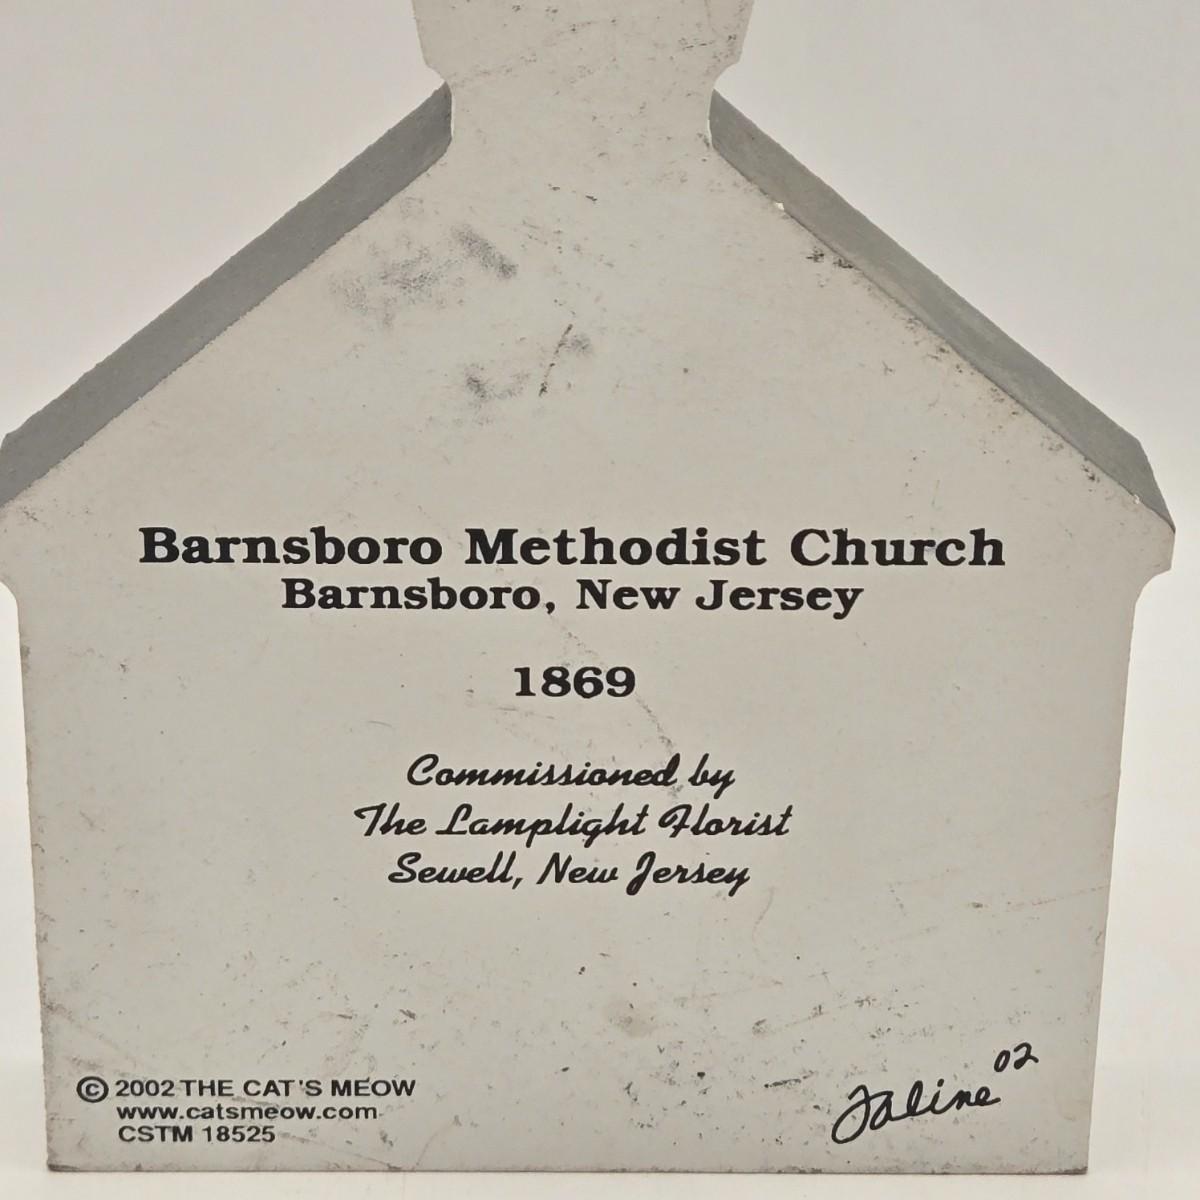 Barnsboro Methodist Church
Barnsboro, New Jersey
1869
Commissioned by
The Lamplight Florist
Sewell, New Jersey
© 2002 THE CAT'S MEOW
www.catsmeow.com
CSTM 18525
Faline 02